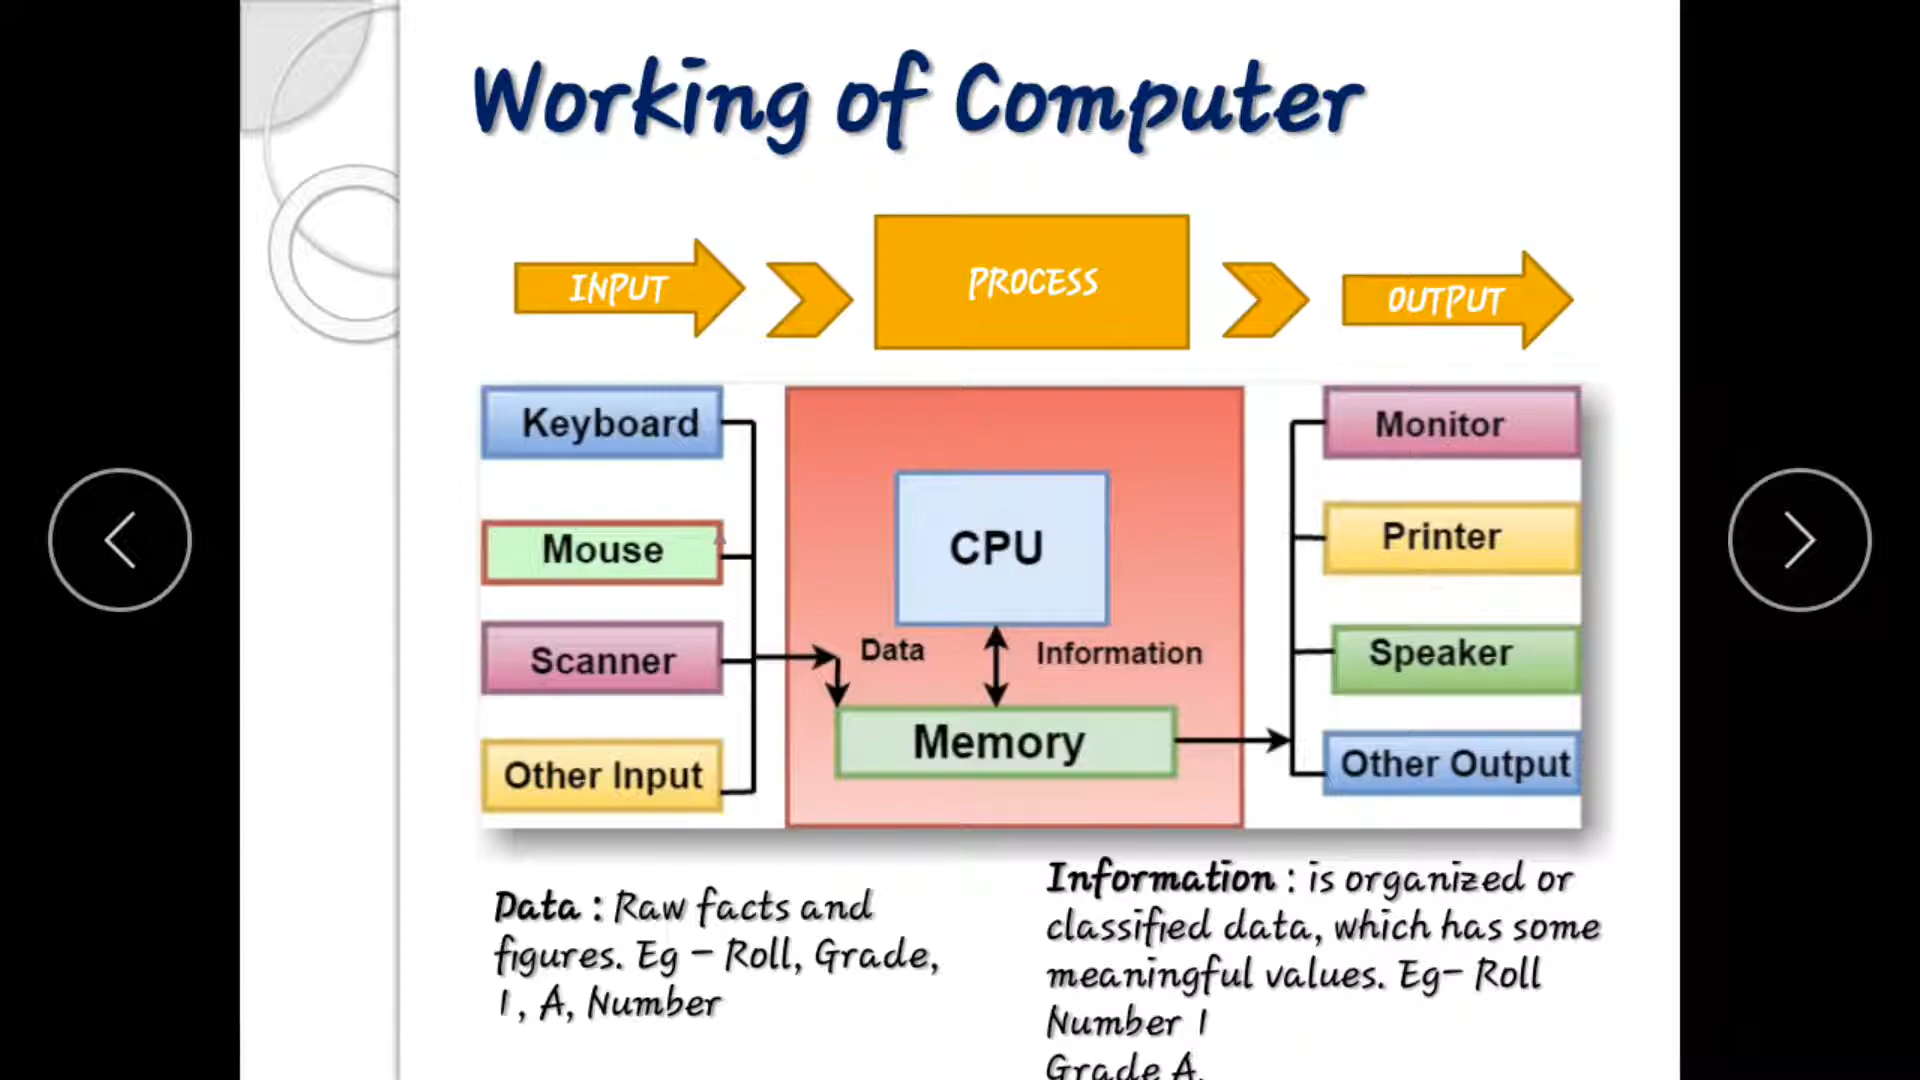 Working of Computer
INPUT
PROCESS
OUTPUT
Keyboard
Mouse
Scanner
Other Input
CPU
Data
Information
Memory
Monitor
Printer
Speaker
Other Output
Data : Raw facts and
figures. Eg – Roll, Grade,
1, A, Number
Information : is organized or
classified data, which has some
meaningful values. Eg– Roll
Number 1
Grade A.